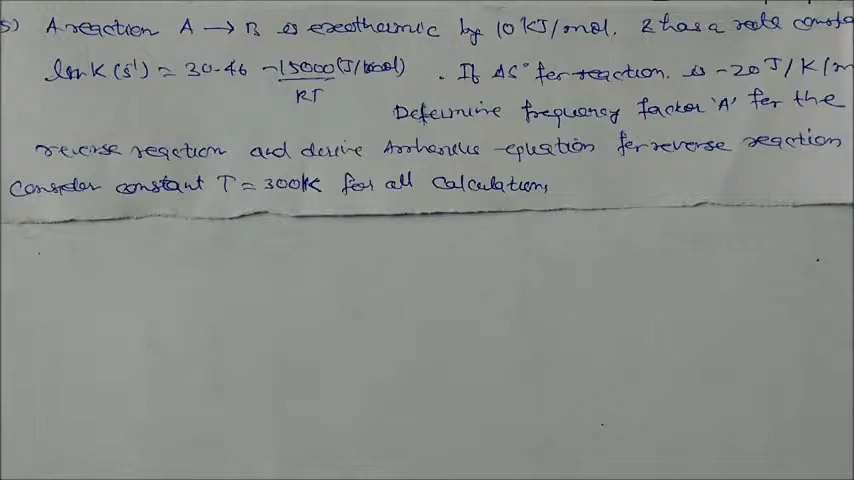 5) A reaction A → B is exothermic by 10 KJ/mol. & has a rate consta
ln K (s⁻¹) = 30.46 - 15000 (J/mol) / RT . If ΔS° for reaction. is -20 J/K/m
Determine frequency factor 'A' for the
reverse reaction and derive Arrhenius equation for reverse reaction
Consider constant T = 300K for all calculation,